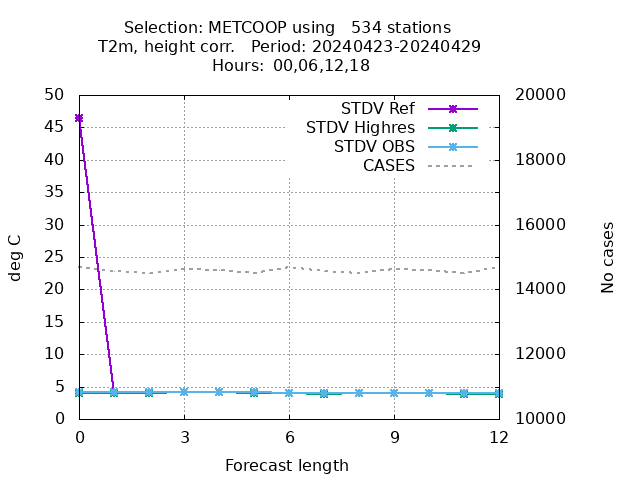 Selection: METCOOP using   534 stations
T2m, height corr.   Period: 20240423-20240429
Hours:  00,06,12,18
50
45
40
35
30
25
20
15
10
5
0
20000
18000
16000
14000
12000
10000
STDV Ref
STDV Highres
STDV OBS
CASES
deg C
No cases
0 3 6 9 12
Forecast length